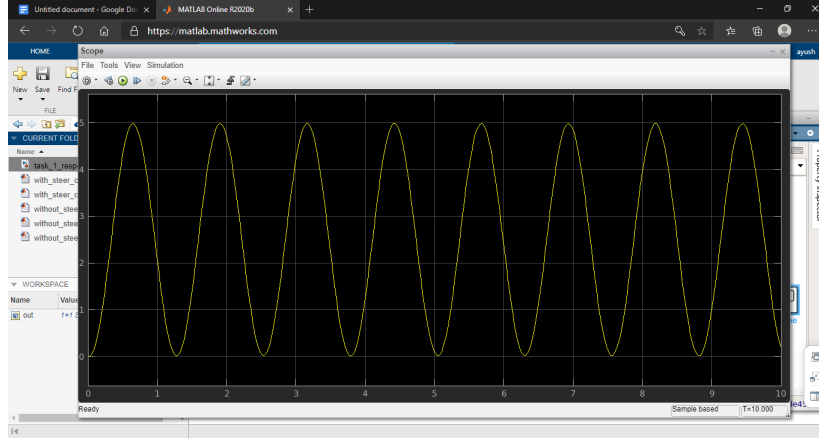 Untitled document - Google Do
MATLAB Online R2020b
https://matlab.mathworks.com
HOME
Scope
ayush
File Tools View Simulation
New Save Find F
FILE
CURRENT FOLD
Name
task_1_resp
with_steer_c
with_steer_c
without_stee
without_stee
without_stee
WORKSPACE
Name Value
out 1×1 S
5
4
3
2
1
0
0 1 2 3 4 5 6 7 8 9 10
Ready
Sample based
T=10.000